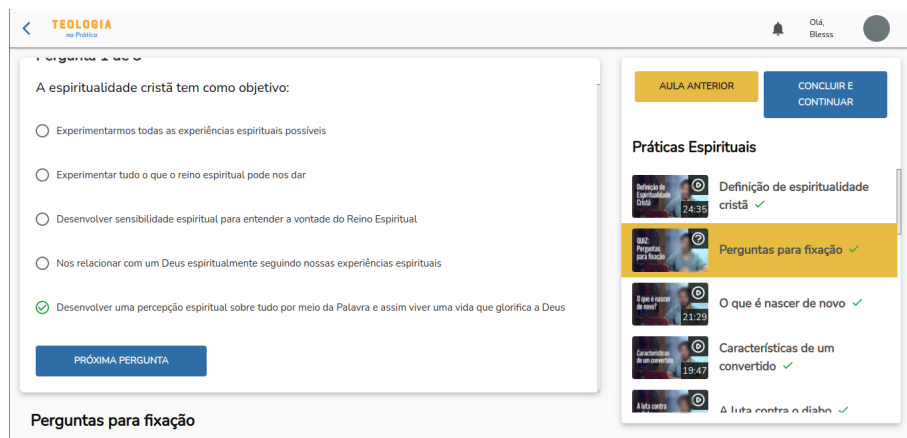 TEOLOGIA
na Prática
Olá,
Blesss
Pergunta 1 de
A espiritualidade cristã tem como objetivo:
Experimentarmos todas as experiências espirituais possíveis
Experimentar tudo o que o reino espiritual pode nos dar
Desenvolver sensibilidade espiritual para entender a vontade do Reino Espiritual
Nos relacionar com um Deus espiritualmente seguindo nossas experiências espirituais
Desenvolver uma percepção espiritual sobre tudo por meio da Palavra e assim viver uma vida que glorifica a Deus
PRÓXIMA PERGUNTA
Perguntas para fixação
AULA ANTERIOR
CONCLUIR E
CONTINUAR
Práticas Espirituais
Definição de
Espiritualidade
Cristã
24:35
Definição de espiritualidade
cristã
QUIZ:
Perguntas
para fixação
Perguntas para fixação
O que é nascer
de novo?
21:29
O que é nascer de novo
Características
de um convertido
19:47
Características de um
convertido
A luta contra
A luta contra o diabo